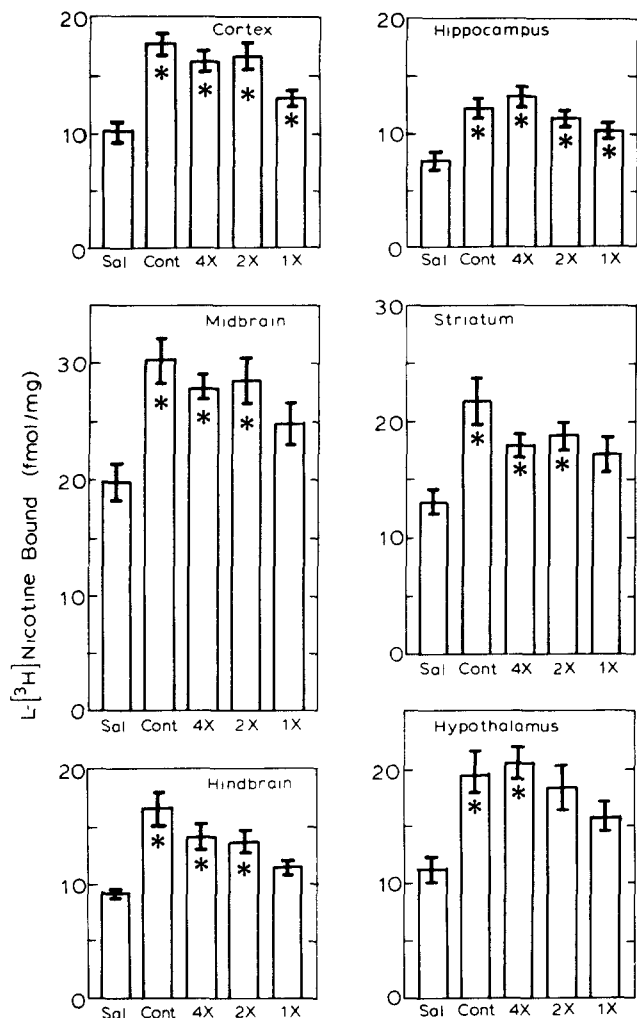 L-[³H]Nicotine Bound (fmol/mg)
Cortex
20
10
0
Sal Cont 4X 2X 1X
* * * *
Hippocampus
20
10
0
Sal Cont 4X 2X 1X
* * * *
Midbrain
30
20
10
0
Sal Cont 4X 2X 1X
* * *
Striatum
30
20
10
0
Sal Cont 4X 2X 1X
* * *
Hindbrain
20
10
0
Sal Cont 4X 2X 1X
* * *
Hypothalamus
20
10
0
Sal Cont 4X 2X 1X
* *